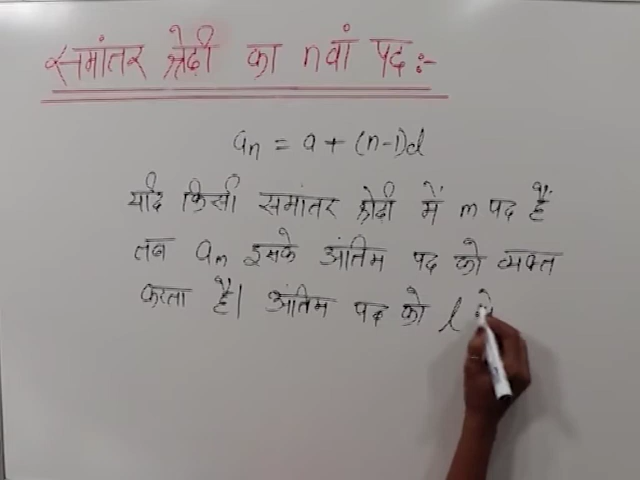 समांतर श्रेढ़ी का nवां पद :-
aₙ = a + (n-1)d
यदि किसी समांतर श्रेढ़ी में m पद हैं
तब aₘ इसके अंतिम पद को व्यक्त
करता है। अंतिम पद को l से